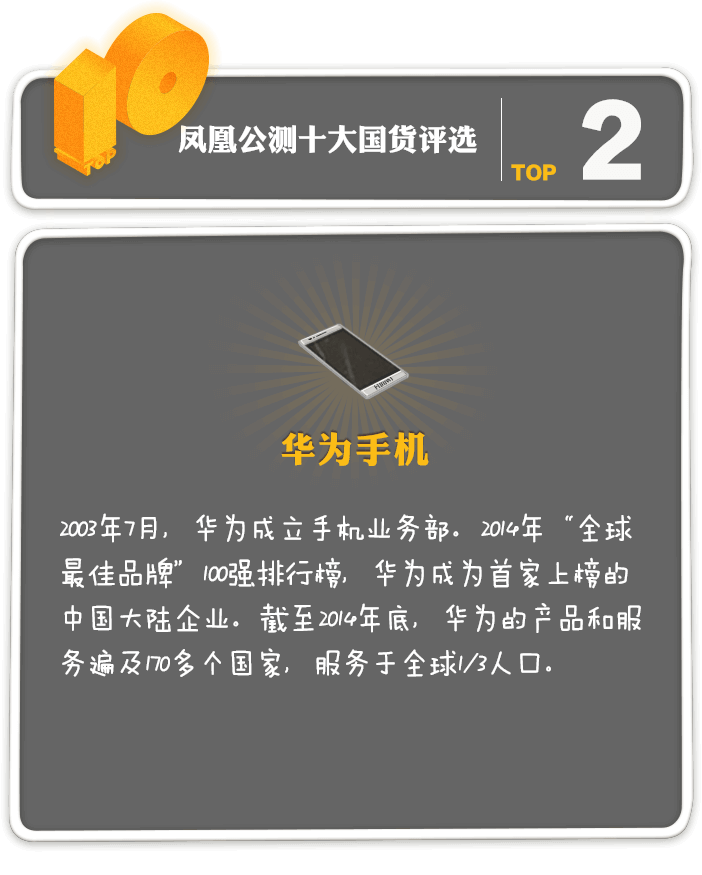 TOP
凤凰公测十大国货评选
TOP 2
HUAWEI
华为手机
2003年7月，华为成立手机业务部。2014年“全球
最佳品牌”100强排行榜，华为成为首家上榜的
中国大陆企业。截至2014年底，华为的产品和服
务遍及170多个国家，服务于全球1/3人口。